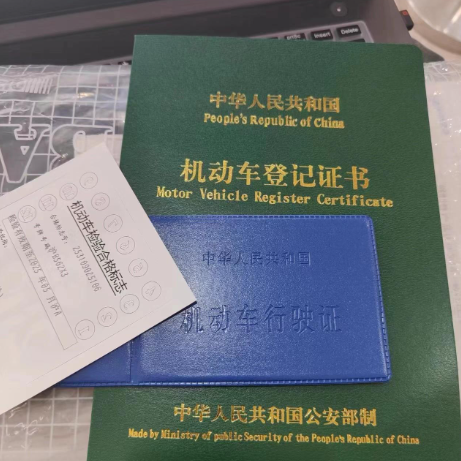 Insert
Delete
中华人民共和国
People's Republic of China
机动车登记证书
Motor Vehicle Register Certificate
中华人民共和国
机动车行驶证
机动车检验合格标志
中华人民共和国公安部制
Made by Ministry of public Security of the People's Republic of China